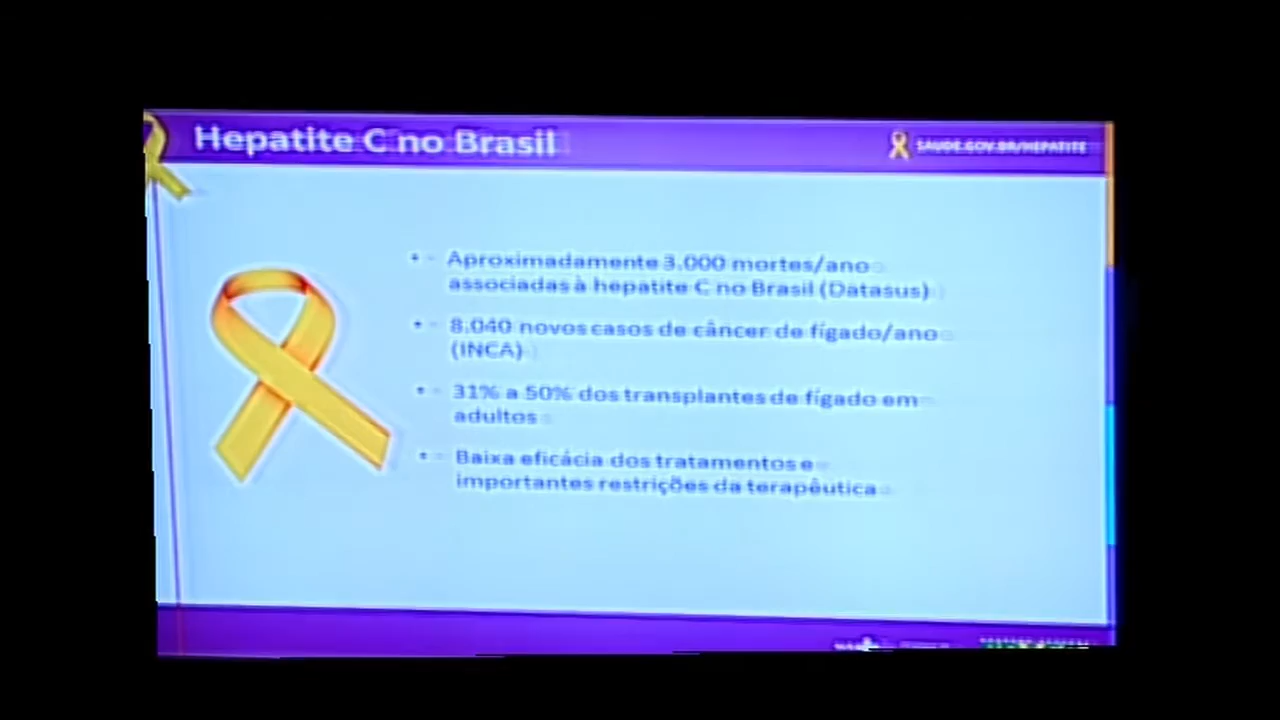 Hepatite C no Brasil
SAUDE.GOV.BR/HEPATITE
• Aproximadamente 3.000 mortes/ano
associadas à hepatite C no Brasil (Datasus)
• 8.040 novos casos de câncer de fígado/ano
(INCA)
• 31% a 50% dos transplantes de fígado em
adultos
• Baixa eficácia dos tratamentos e
importantes restrições da terapêutica